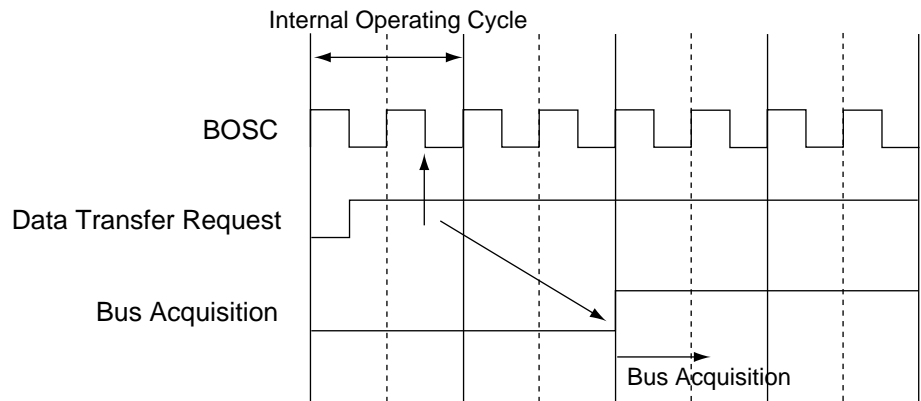 Internal Operating Cycle
BOSC
Data Transfer Request
Bus Acquisition
Bus Acquisition